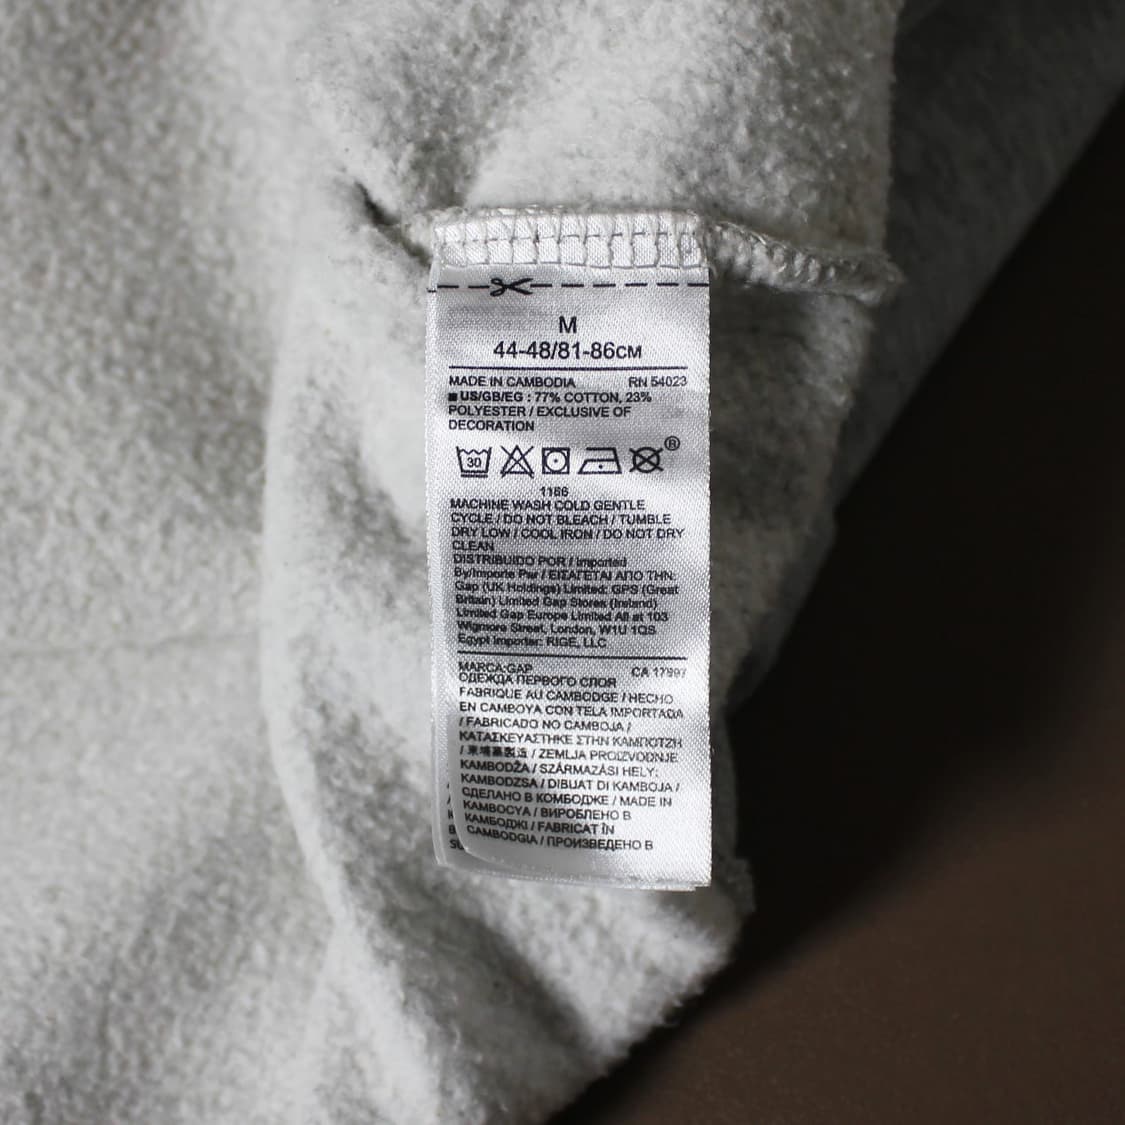 M
44-48/81-86CM
MADE IN CAMBODIA RN 54023
US/GB/EG : 77% COTTON, 23%
POLYESTER / EXCLUSIVE OF
DECORATION
30
®
1166
MACHINE WASH COLD GENTLE
CYCLE / DO NOT BLEACH / TUMBLE
DRY LOW / COOL IRON / DO NOT DRY
CLEAN
DISTRIBUIDO POR / Imported
By/Importe Par / ΕΙΣΑΓΕΤΑΙ ΑΠΟ ΤΗΝ:
Gap (UK Holdings) Limited: GPS (Great
Britain) Limited Gap Stores (Ireland)
Limited Gap Europe Limited All at 103
Wigmore Street, London, W1U 1QS
Egypt Importer: RIGE, LLC
MARCA:GAP CA 17897
ОДЕЖДА ПЕРВОГО СЛОЯ
FABRIQUE AU CAMBODGE / HECHO
EN CAMBOYA CON TELA IMPORTADA
/ FABRICADO NO CAMBOJA /
ΚΑΤΑΣΚΕΥΑΣΤΗΚΕ ΣΤΗΝ ΚΑΜΠΟΤΖΗ
/ 柬埔寨製造 / ZEMLJA PROIZVODNJE
KAMBODŽA / SZÁRMAZÁSI HELY:
KAMBODZSA / DIBUAT DI KAMBOJA /
СДЕЛАНО В КОМБОДЖЕ / MADE IN
KAMBOCYA / ВИРОБЛЕНО В
КАМБОДЖІ / FABRICAT ÎN
CAMBODGIA / ПРОИЗВЕДЕНО В